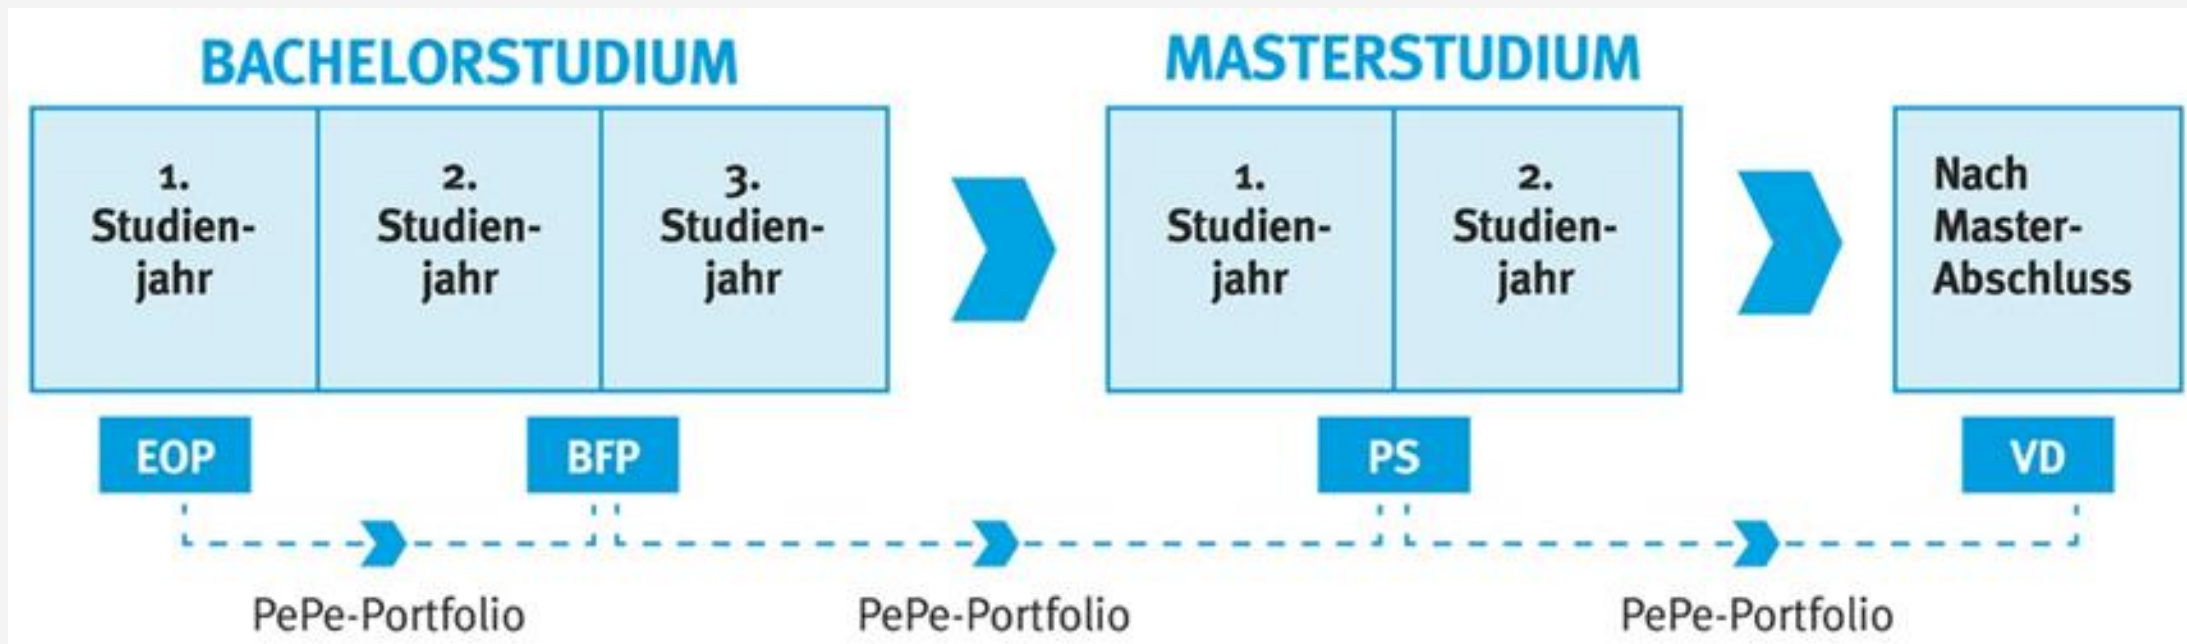 BACHELORSTUDIUM
MASTERSTUDIUM
1.
Studien-
jahr
2.
Studien-
jahr
3.
Studien-
jahr
1.
Studien-
jahr
2.
Studien-
jahr
Nach
Master-
Abschluss
EOP
BFP
PS
VD
PePe-Portfolio
PePe-Portfolio
PePe-Portfolio